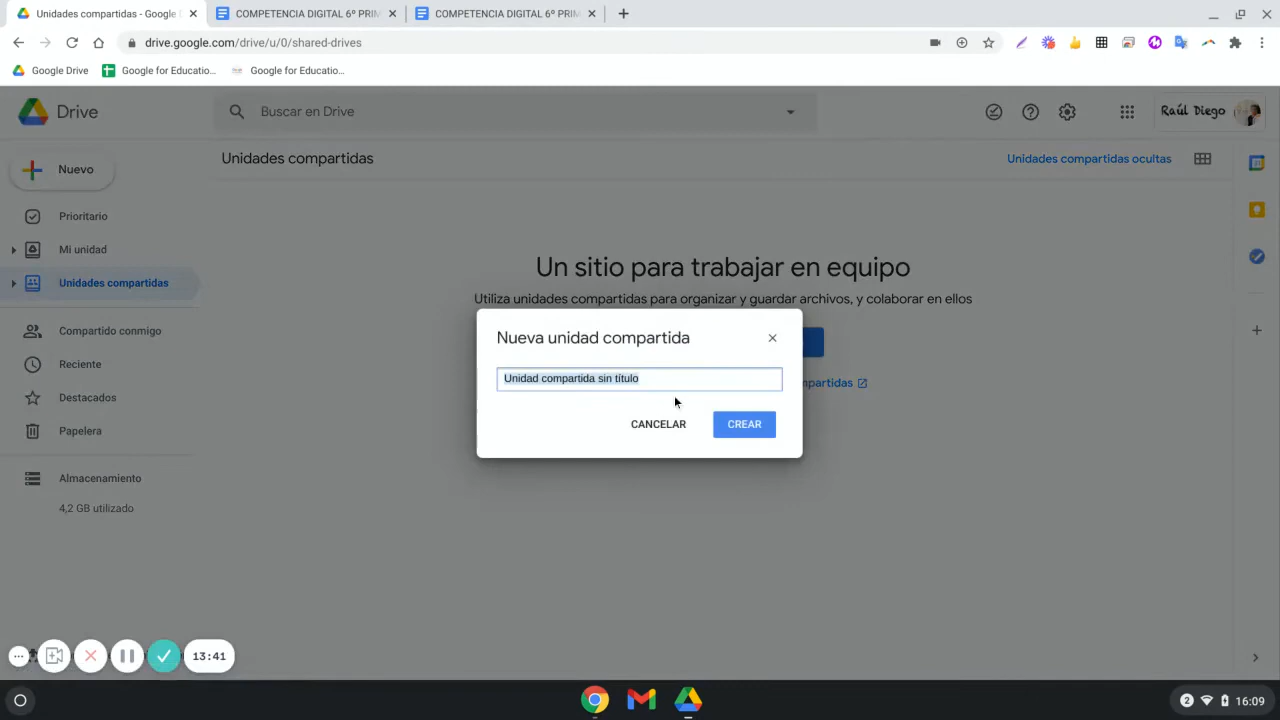 Unidades compartidas - Google
COMPETENCIA DIGITAL 6º PRIM
COMPETENCIA DIGITAL 6º PRIM
drive.google.com/drive/u/0/shared-drives
Google Drive
Google for Educatio...
Google for Educatio...
Drive
Buscar en Drive
Raúl Diego
Nuevo
Unidades compartidas
Unidades compartidas ocultas
Prioritario
Mi unidad
Unidades compartidas
Compartido conmigo
Reciente
Destacados
Papelera
Almacenamiento
4,2 GB utilizado
Un sitio para trabajar en equipo
Utiliza unidades compartidas para organizar y guardar archivos, y colaborar en ellos
Nueva unidad compartida
Unidad compartida sin título
CANCELAR
CREAR
13:41
2
16:09